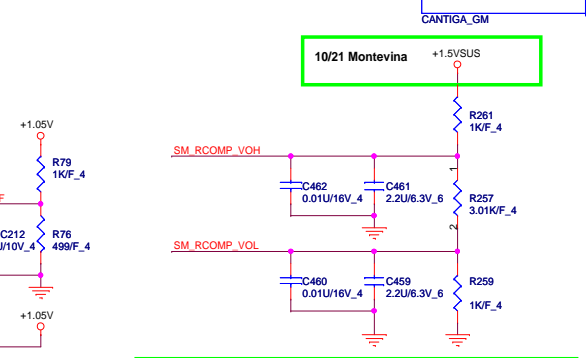 CANTIGA_GM
10/21 Montevina
+1.5VSUS
R261
1K/F_4
+1.05V
SM_RCOMP_VOH
R79
1K/F_4
1
C462
0.01U/16V_4
C461
2.2U/6.3V_6
R257
3.01K/F_4
F
C212
U/10V_4
R76
499/F_4
2
SM_RCOMP_VOL
C460
0.01U/16V_4
C459
2.2U/6.3V_6
R259
1K/F_4
+1.05V